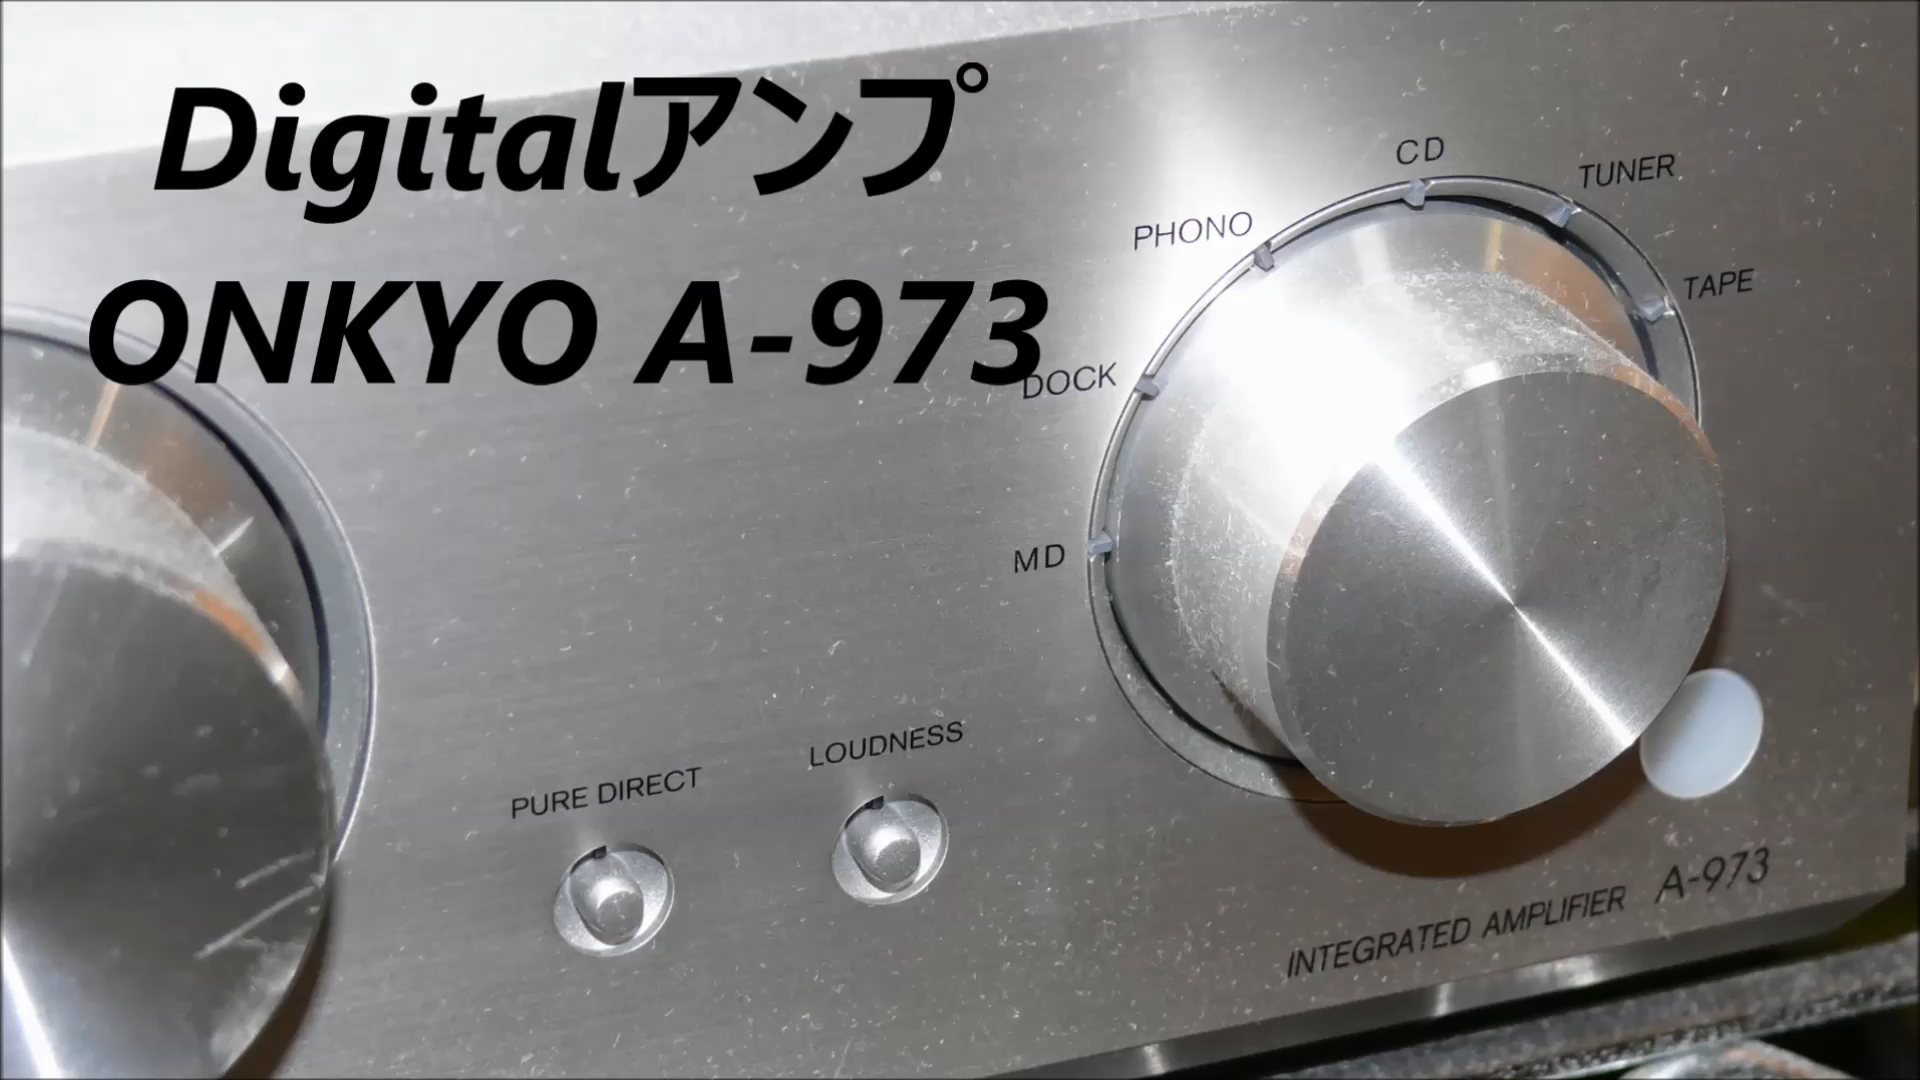 Digitalアンプ
ONKYO A-973
CD
TUNER
PHONO
TAPE
DOCK
MD
LOUDNESS
PURE DIRECT
INTEGRATED AMPLIFIER A-973